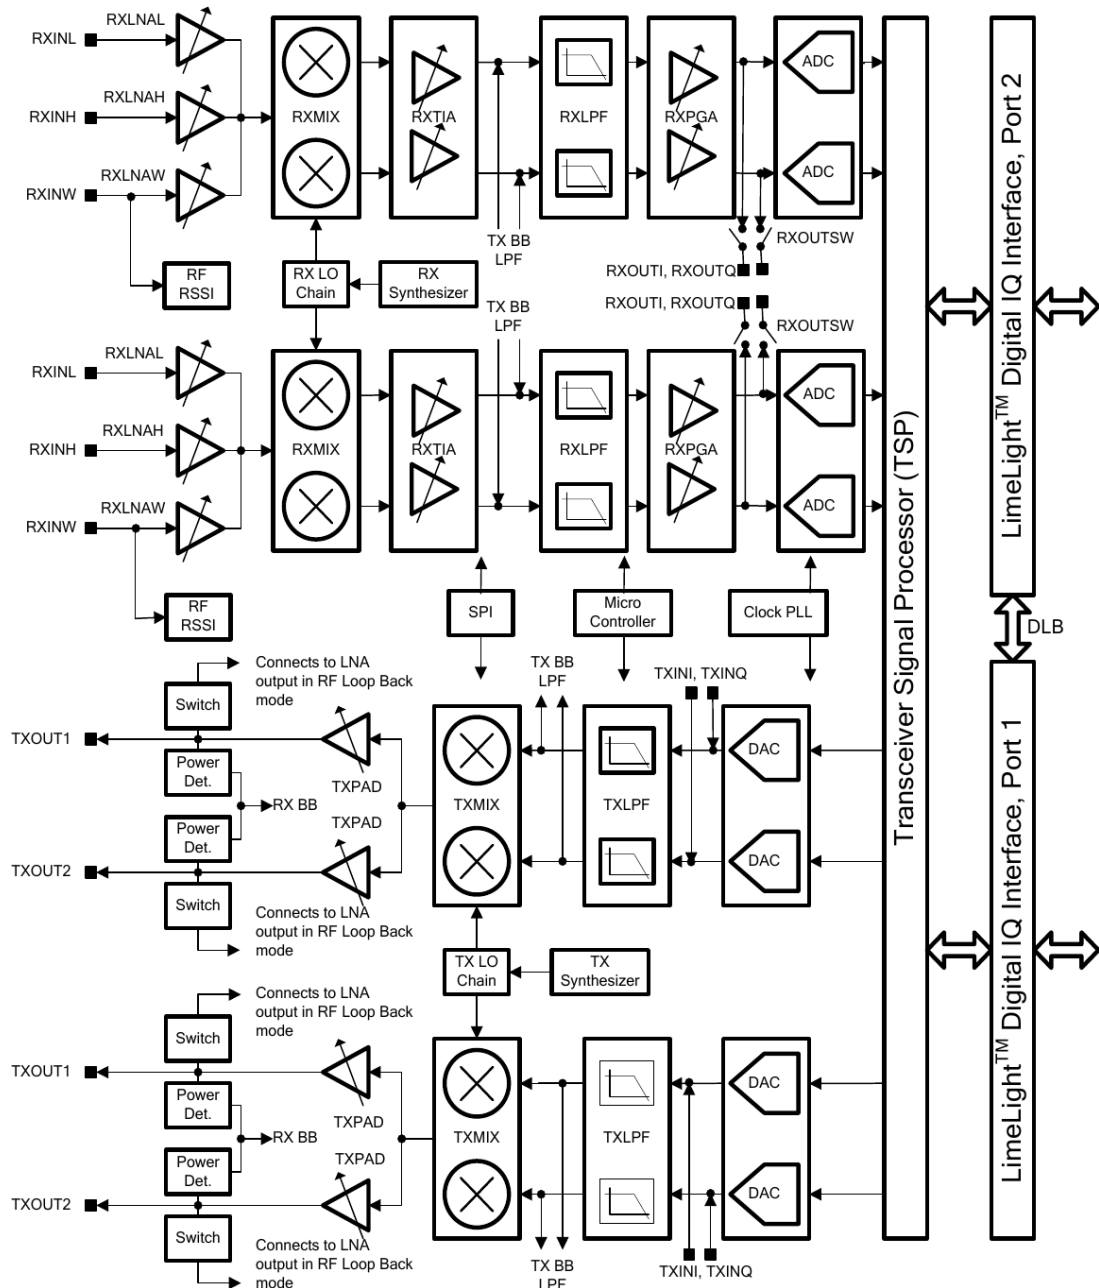 RXINL
RXLNAL
RXINH
RXLNAH
RXINW
RXLNAW
RF
RSSI
RXMIX
RXTIA
RXLPF
RXPGA
ADC
ADC
TX BB
LPF
RXOUTSW
RXOUTI, RXOUTQ
RX LO
Chain
RX
Synthesizer
TX BB
LPF
RXOUTI, RXOUTQ
RXOUTSW
RXINL
RXLNAL
RXINH
RXLNAH
RXINW
RXLNAW
RF
RSSI
RXMIX
RXTIA
RXLPF
RXPGA
ADC
ADC
SPI
Micro
Controller
Clock PLL
Transceiver Signal Processor (TSP)
LimeLight™ Digital IQ Interface, Port 2
DLB
LimeLight™ Digital IQ Interface, Port 1
Connects to LNA
output in RF Loop Back
mode
Switch
TXOUT1
Power
Det.
TXPAD
RX BB
Power
Det.
TXPAD
TXOUT2
Switch
Connects to LNA
output in RF Loop Back
mode
TXMIX
TX BB
LPF
TXLPF
TXINI, TXINQ
DAC
DAC
TX LO
Chain
TX
Synthesizer
Connects to LNA
output in RF Loop Back
mode
Switch
TXOUT1
Power
Det.
TXPAD
RX BB
Power
Det.
TXPAD
TXOUT2
Switch
Connects to LNA
output in RF Loop Back
mode
TXMIX
TXLPF
DAC
DAC
TX BB
LPF
TXINI, TXINQ